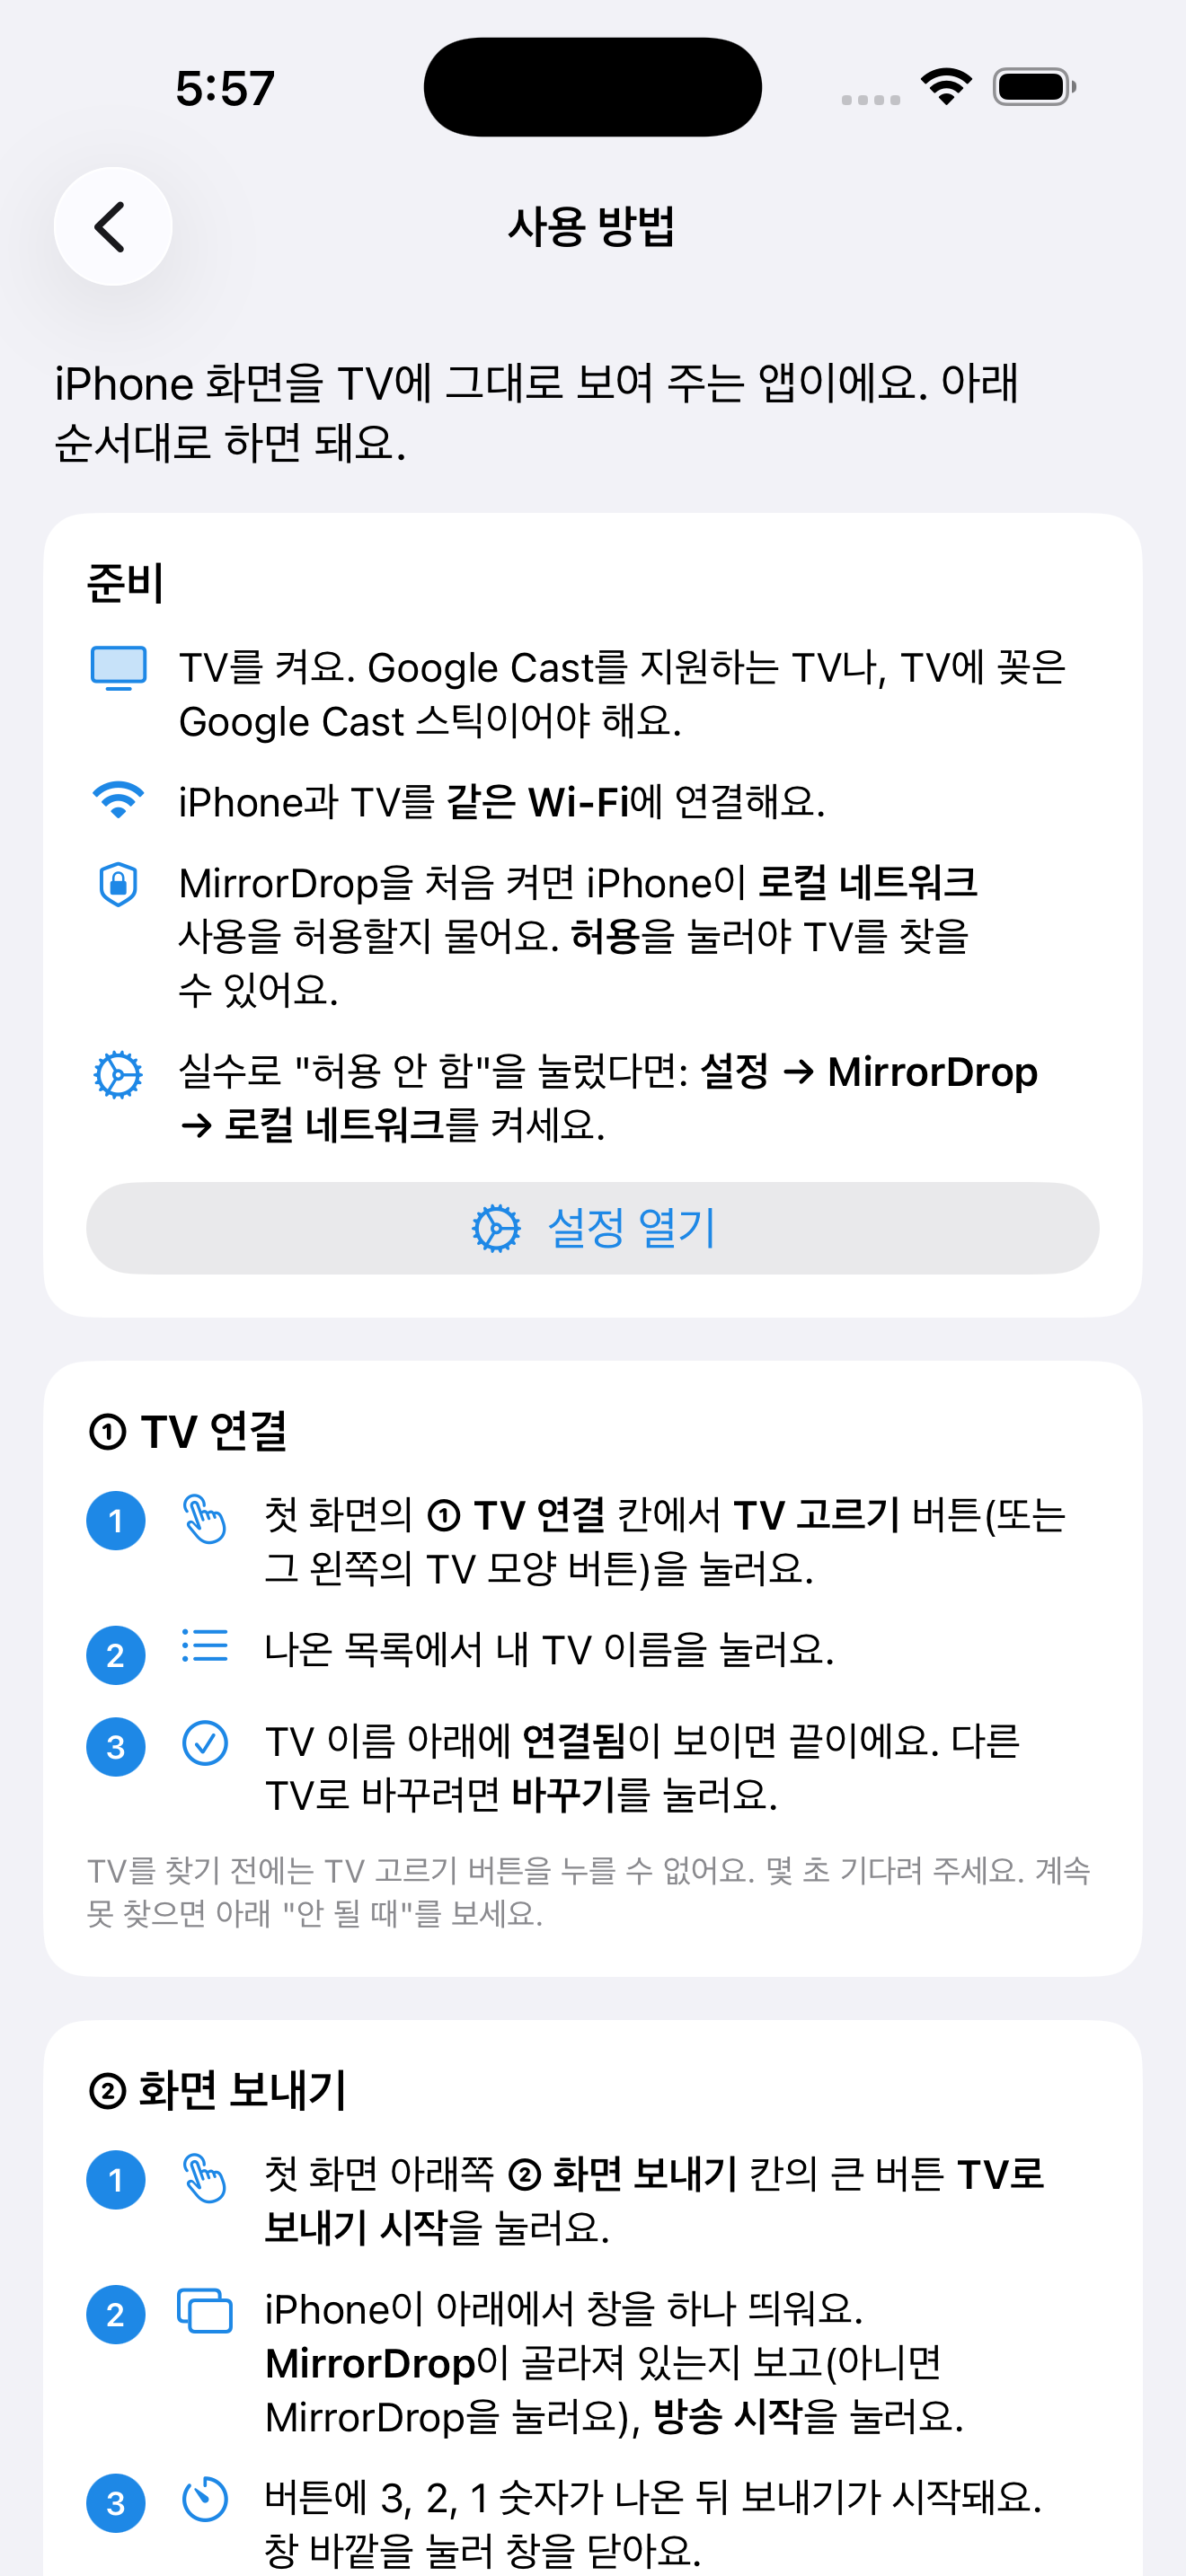 5:57
사용 방법
iPhone 화면을 TV에 그대로 보여 주는 앱이에요. 아래
순서대로 하면 돼요.
준비
TV를 켜요. Google Cast를 지원하는 TV나, TV에 꽂은
Google Cast 스틱이어야 해요.
iPhone과 TV를 같은 Wi-Fi에 연결해요.
MirrorDrop을 처음 켜면 iPhone이 로컬 네트워크
사용을 허용할지 물어요. 허용을 눌러야 TV를 찾을
수 있어요.
실수로 "허용 안 함"을 눌렀다면: 설정 → MirrorDrop
→ 로컬 네트워크를 켜세요.
설정 열기
① TV 연결
1 첫 화면의 ① TV 연결 칸에서 TV 고르기 버튼(또는
그 왼쪽의 TV 모양 버튼)을 눌러요.
2 나온 목록에서 내 TV 이름을 눌러요.
3 TV 이름 아래에 연결됨이 보이면 끝이에요. 다른
TV로 바꾸려면 바꾸기를 눌러요.
TV를 찾기 전에는 TV 고르기 버튼을 누를 수 없어요. 몇 초 기다려 주세요. 계속
못 찾으면 아래 "안 될 때"를 보세요.
② 화면 보내기
1 첫 화면 아래쪽 ② 화면 보내기 칸의 큰 버튼 TV로
보내기 시작을 눌러요.
2 iPhone이 아래에서 창을 하나 띄워요.
MirrorDrop이 골라져 있는지 보고(아니면
MirrorDrop을 눌러요), 방송 시작을 눌러요.
3 버튼에 3, 2, 1 숫자가 나온 뒤 보내기가 시작돼요.
창 바깥을 눌러 창을 닫아요.